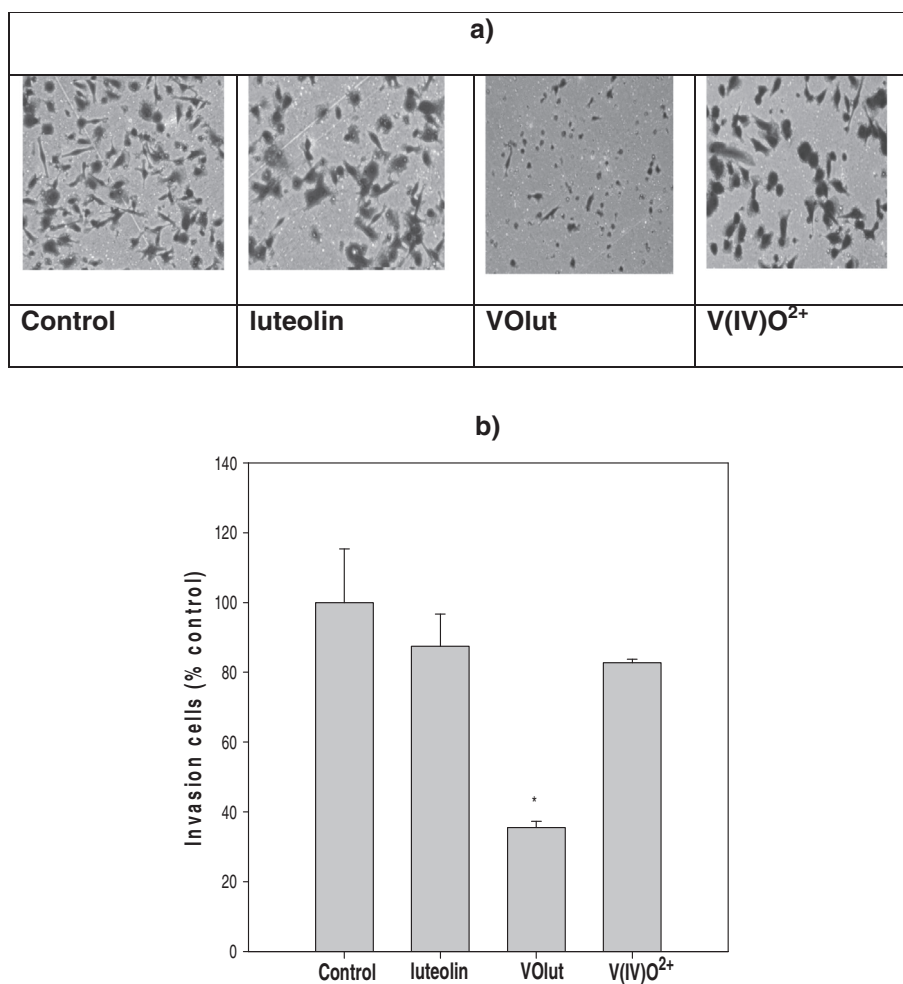 a)
Control luteolin VOlut V(IV)O²⁺
b)
Invasion cells (% control)
140
120
100
80
60
40
20
0
*
Control luteolin VOlut V(IV)O²⁺